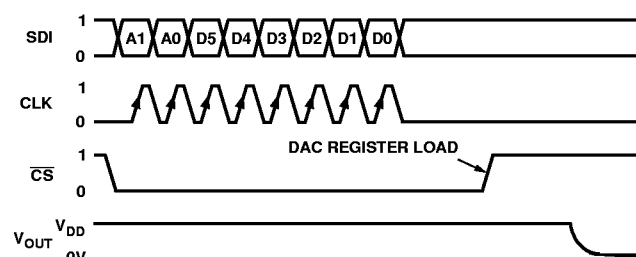 SDI 1 0 A1 A0 D5 D4 D3 D2 D1 D0
CLK 1 0
CS 1 0 DAC REGISTER LOAD
VOUT VDD 0V